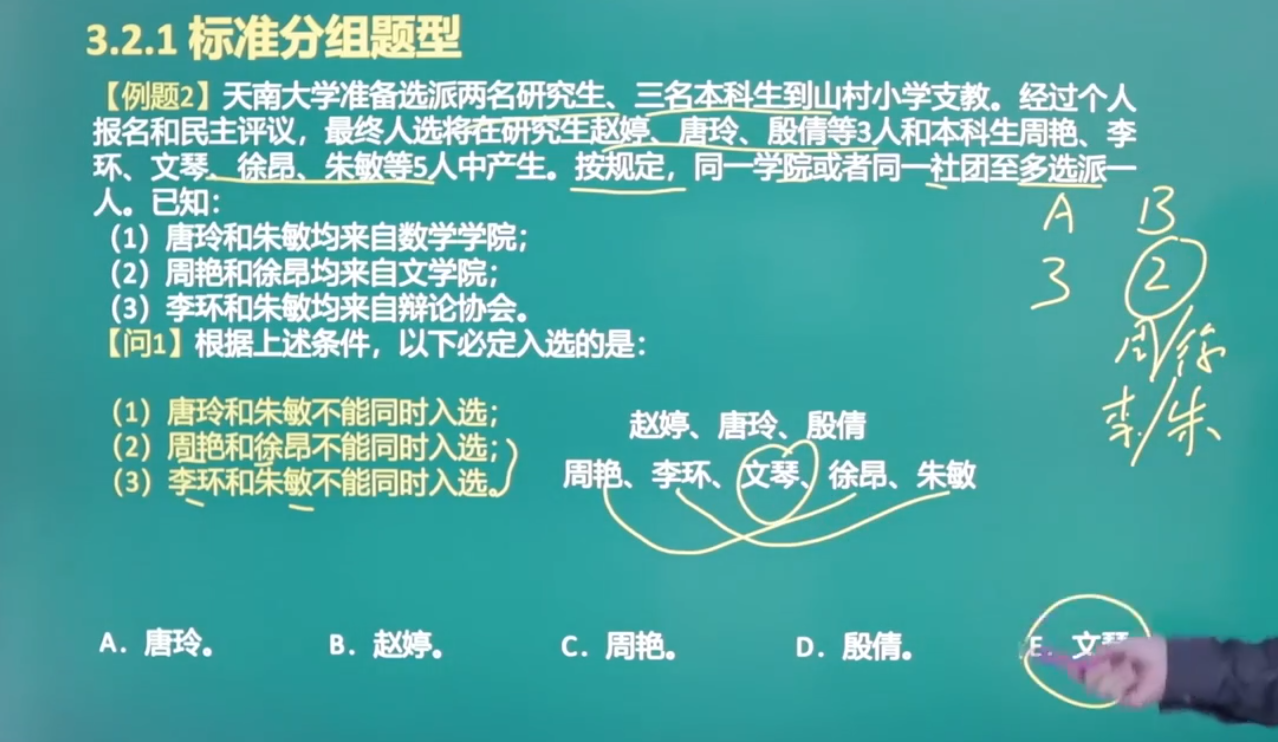 3.2.1 标准分组题型
【例题2】天南大学准备选派两名研究生、三名本科生到山村小学支教。经过个人
报名和民主评议，最终人选将在研究生赵婷、唐玲、殷倩等3人和本科生周艳、李
环、文琴、徐昂、朱敏等5人中产生。按规定，同一学院或者同一社团至多选派一
人。已知：
（1）唐玲和朱敏均来自数学学院；
（2）周艳和徐昂均来自文学院；
（3）李环和朱敏均来自辩论协会。
【问1】根据上述条件，以下必定入选的是：
（1）唐玲和朱敏不能同时入选；
（2）周艳和徐昂不能同时入选；
（3）李环和朱敏不能同时入选。
赵婷、唐玲、殷倩
周艳、李环、文琴、徐昂、朱敏
A B
3 2
周/徐
李/朱
A．唐玲。 B．赵婷。 C．周艳。 D．殷倩。 E．文琴